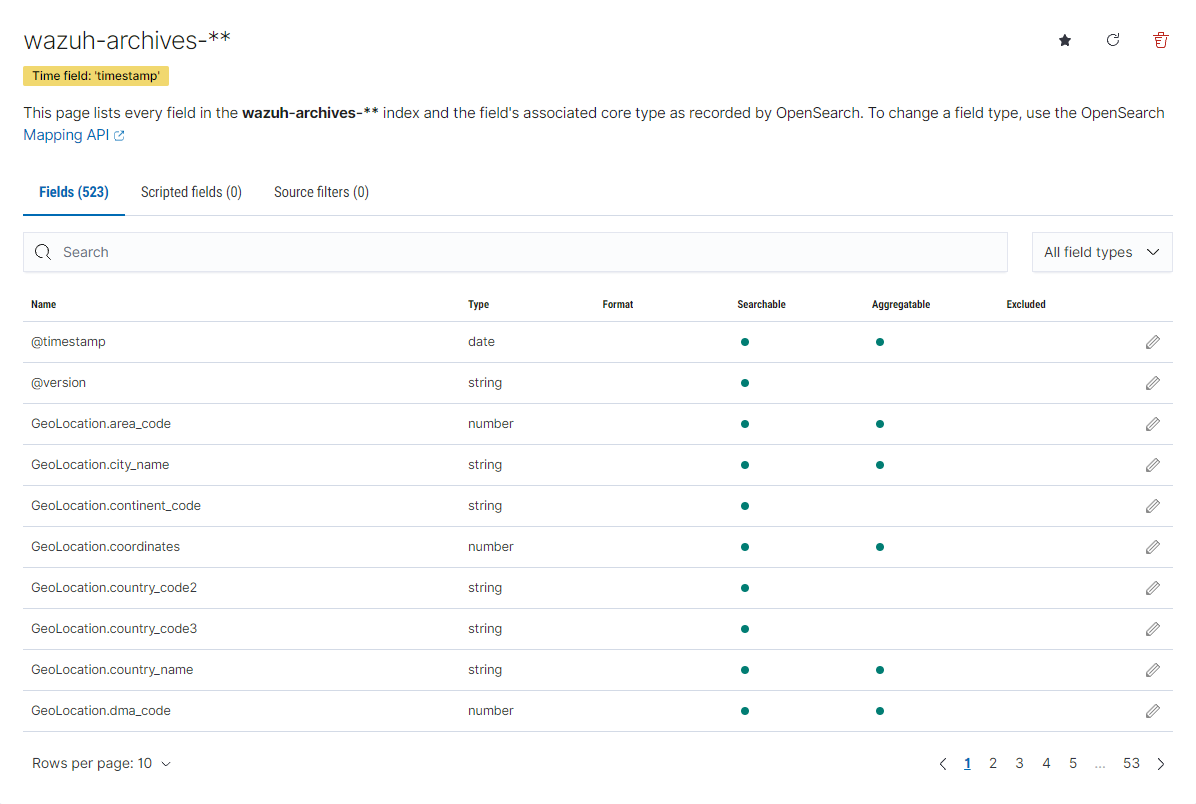 wazuh-archives-**
Time field: 'timestamp'
This page lists every field in the wazuh-archives-** index and the field's associated core type as recorded by OpenSearch. To change a field type, use the OpenSearch
Mapping API
Fields (523) Scripted fields (0) Source filters (0)
Search All field types
Name Type Format Searchable Aggregatable Excluded
@timestamp date
@version string
GeoLocation.area_code number
GeoLocation.city_name string
GeoLocation.continent_code string
GeoLocation.coordinates number
GeoLocation.country_code2 string
GeoLocation.country_code3 string
GeoLocation.country_name string
GeoLocation.dma_code number
Rows per page: 10 1 2 3 4 5 ... 53